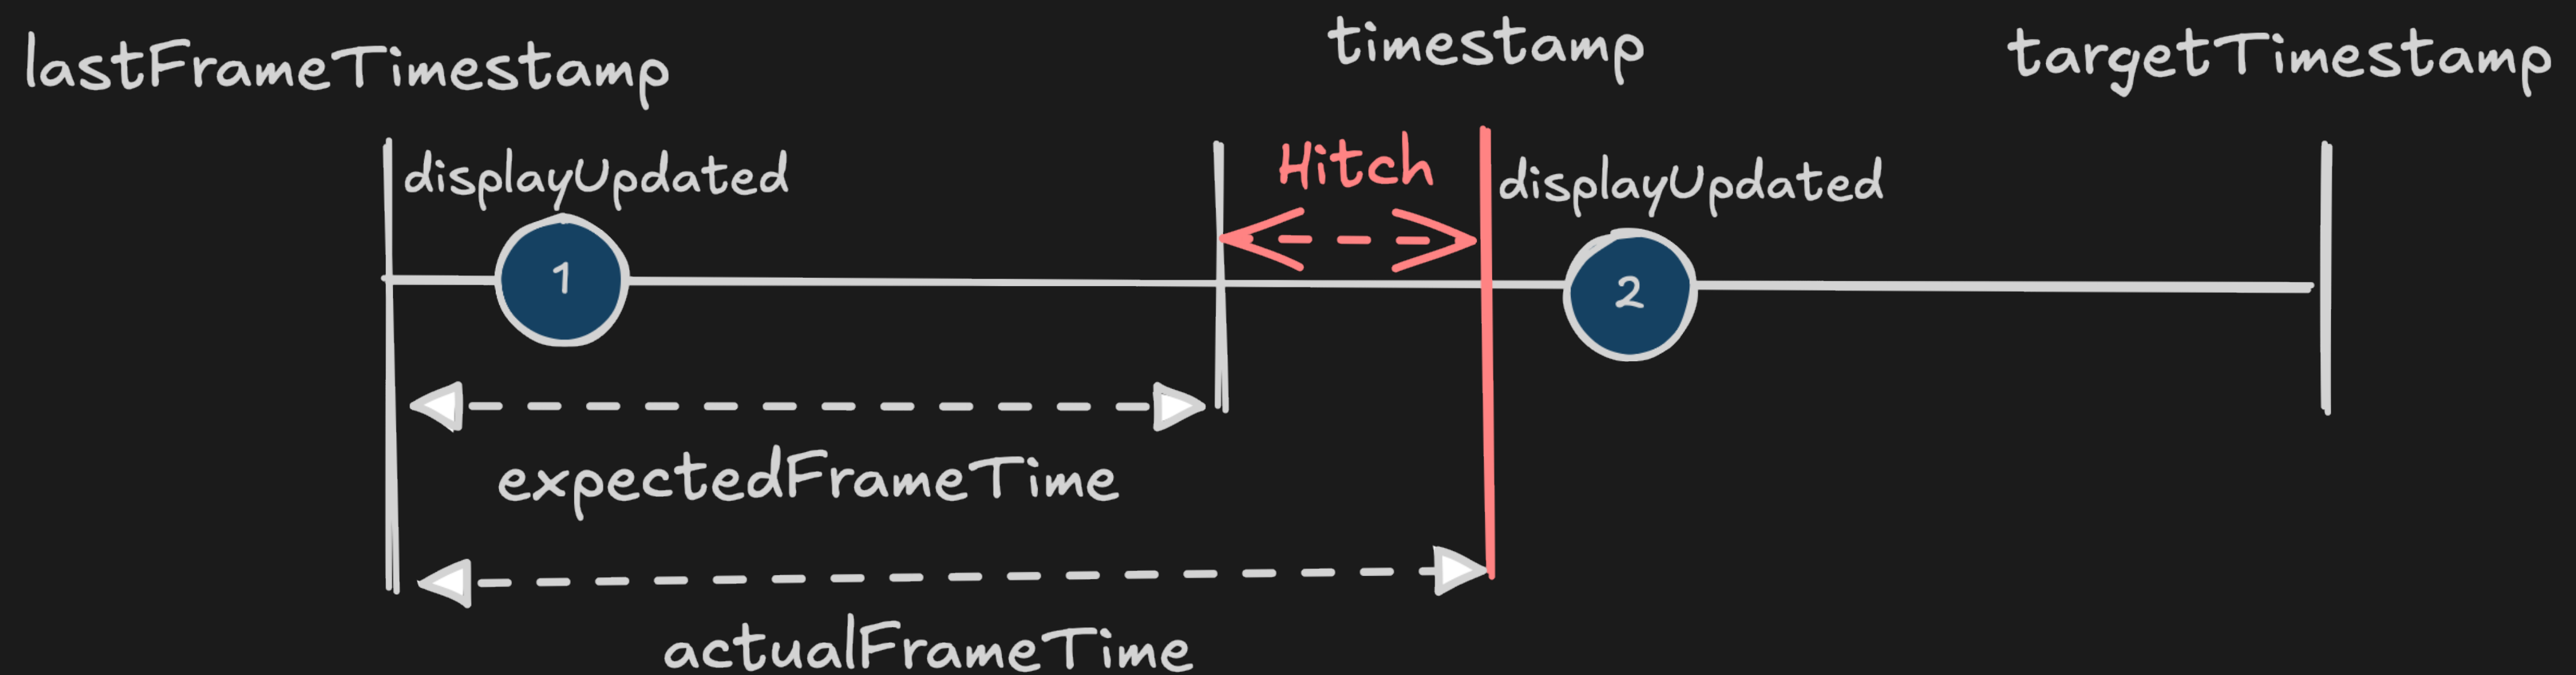 lastFrameTimestamp
timestamp
targetTimestamp
displayUpdated
Hitch
displayUpdated
1
2
expectedFrameTime
actualFrameTime